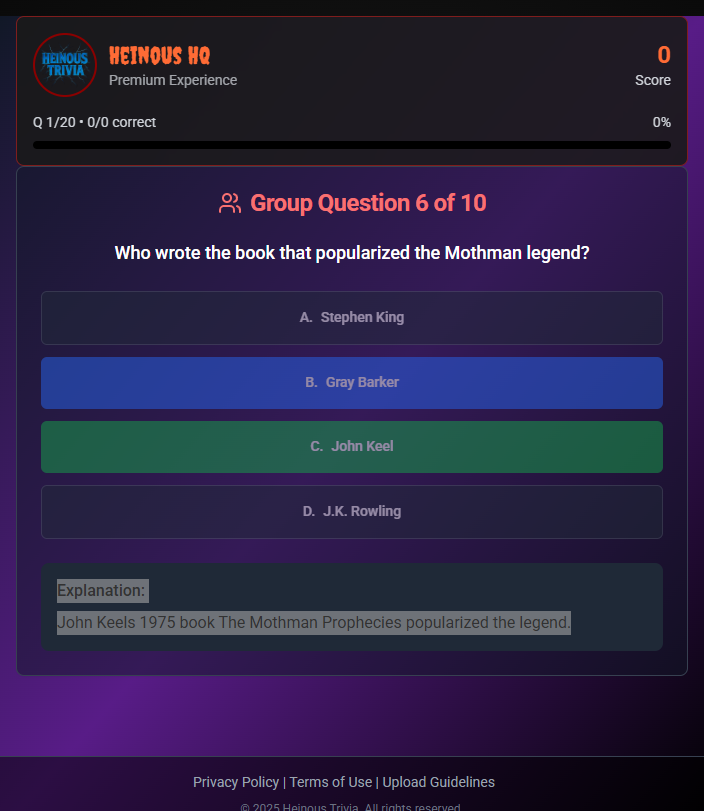 HEINOUS
TRIVIA
HEINOUS HQ
Premium Experience
0
Score
Q 1/20 • 0/0 correct
0%
Group Question 6 of 10
Who wrote the book that popularized the Mothman legend?
A. Stephen King
B. Gray Barker
C. John Keel
D. J.K. Rowling
Explanation:
John Keels 1975 book The Mothman Prophecies popularized the legend.
Privacy Policy | Terms of Use | Upload Guidelines
© 2025 Heinous Trivia. All rights reserved.